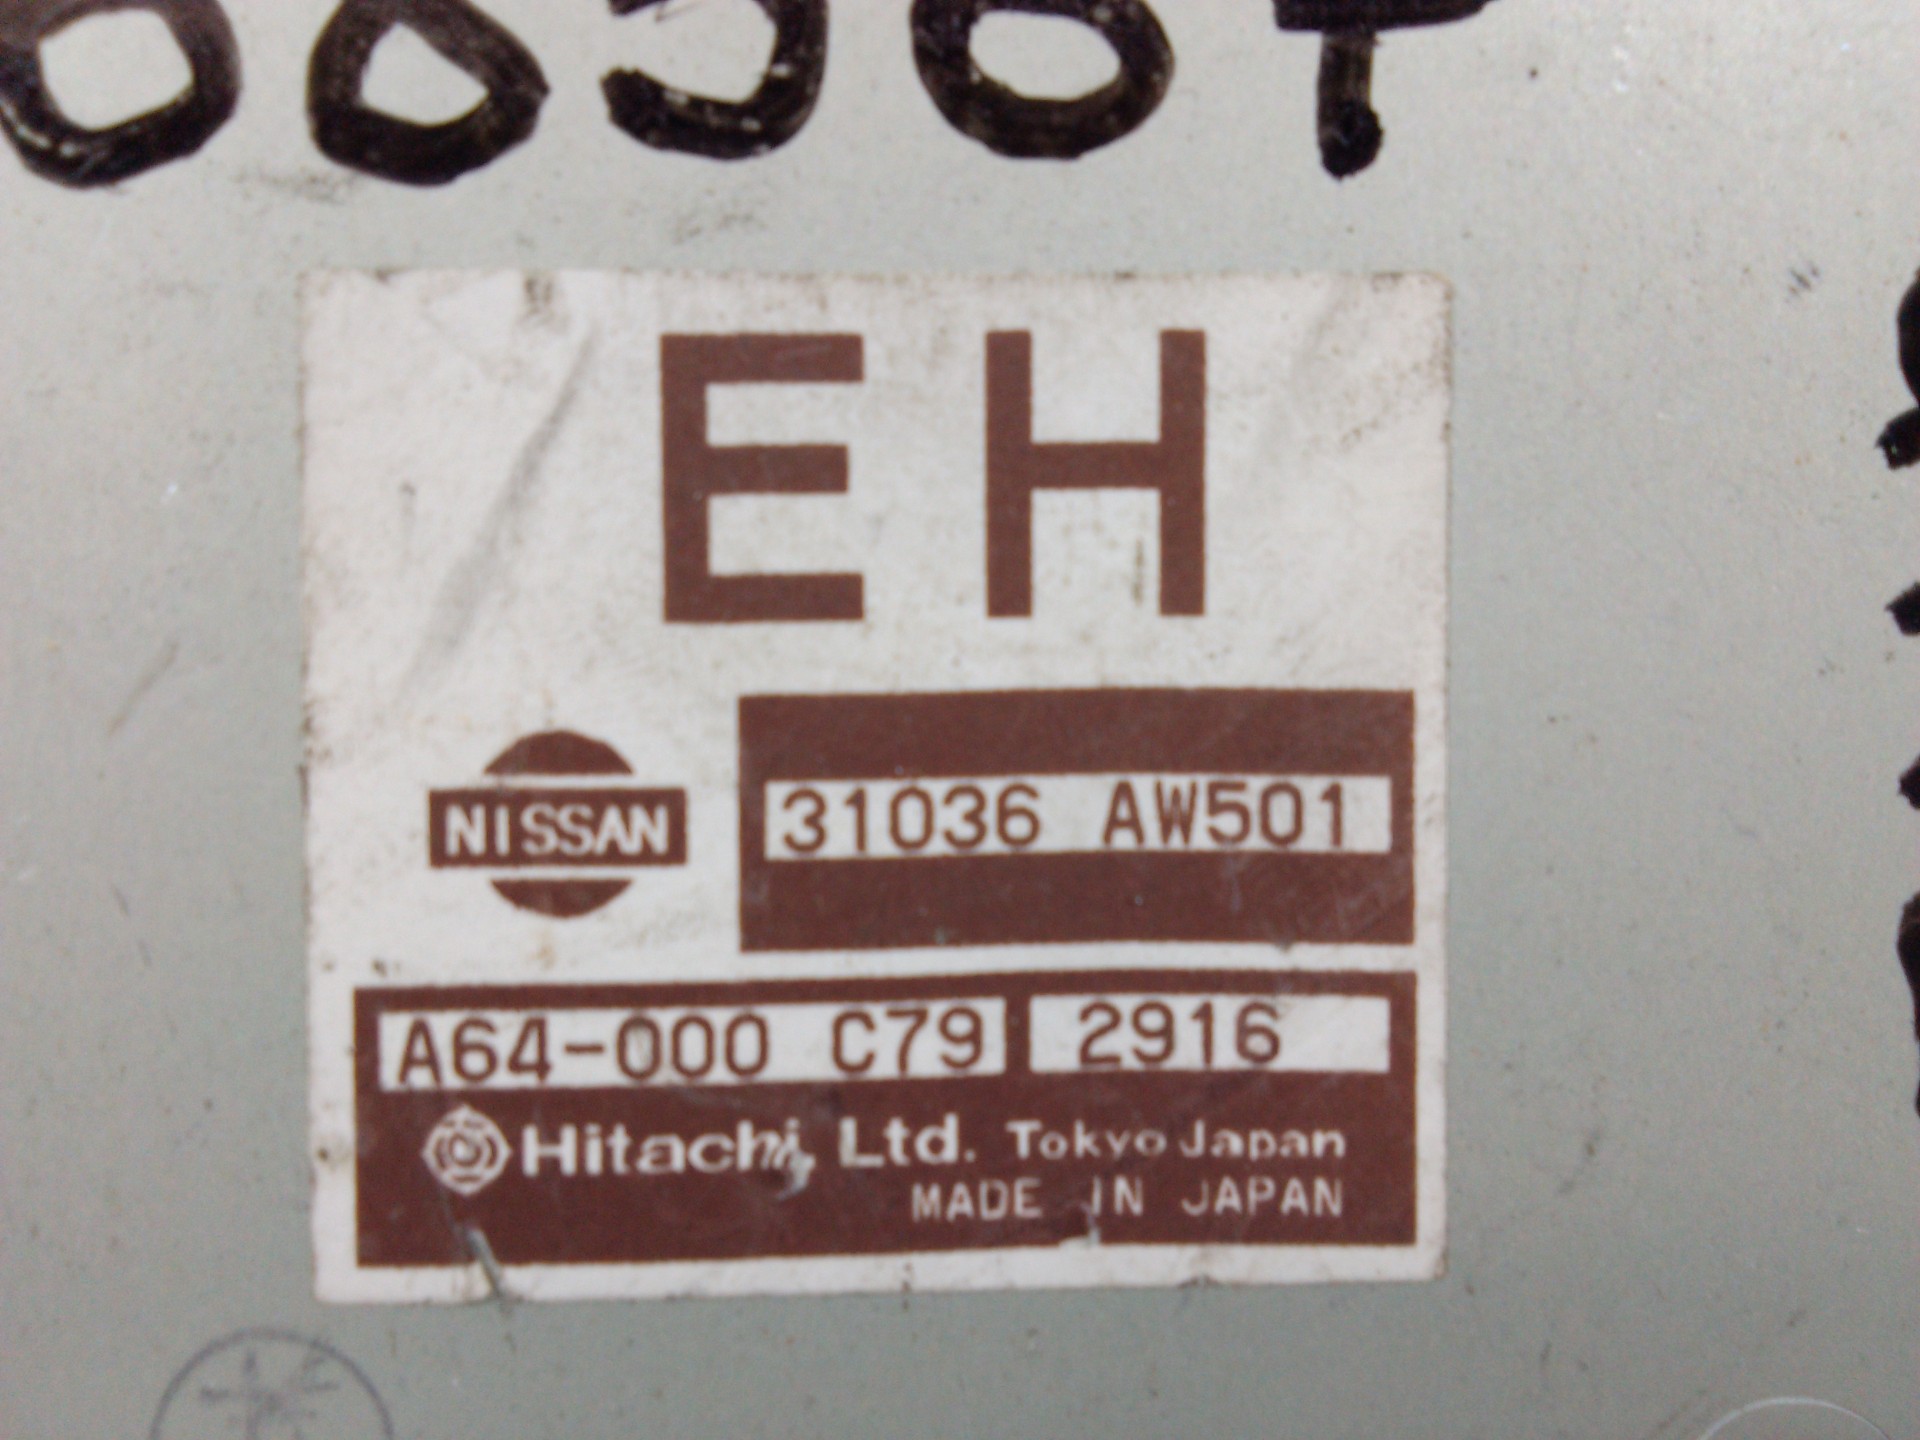 EH
NISSAN
31036 AW501
A64-000 C79 2916
Hitachi, Ltd. Tokyo Japan
MADE IN JAPAN